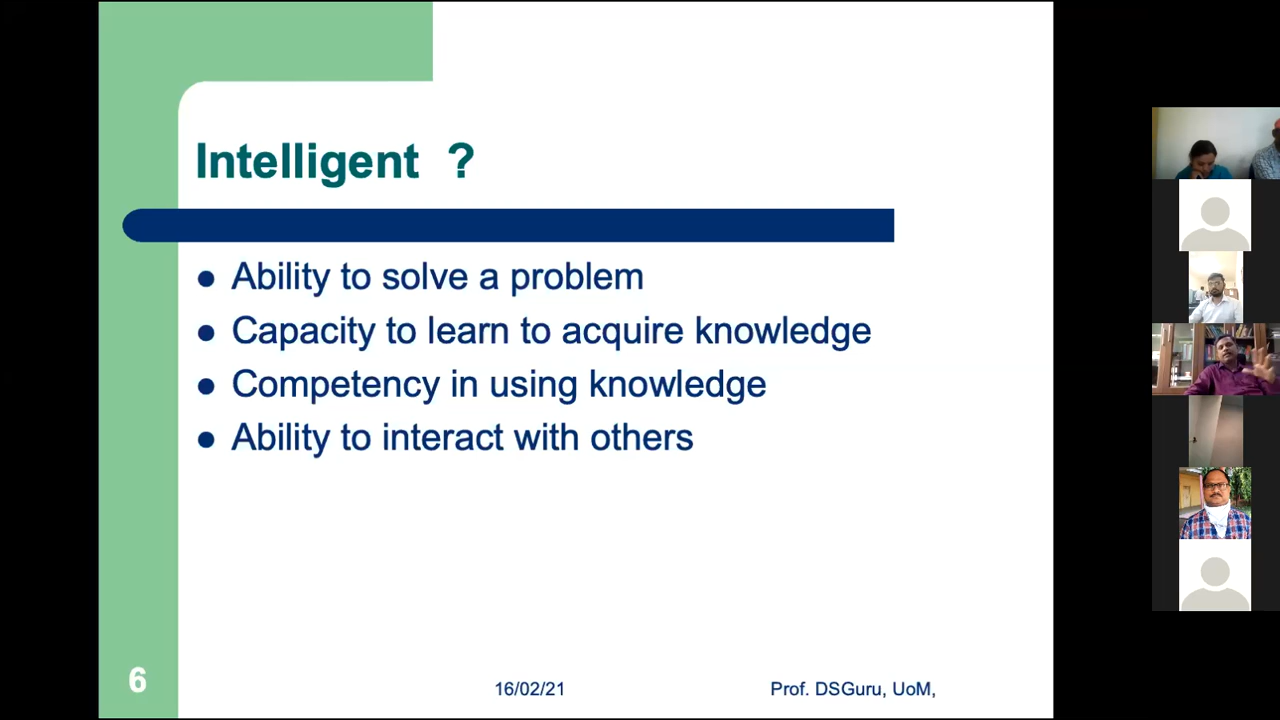 Intelligent ?
● Ability to solve a problem
● Capacity to learn to acquire knowledge
● Competency in using knowledge
● Ability to interact with others
6
16/02/21
Prof. DSGuru, UoM,